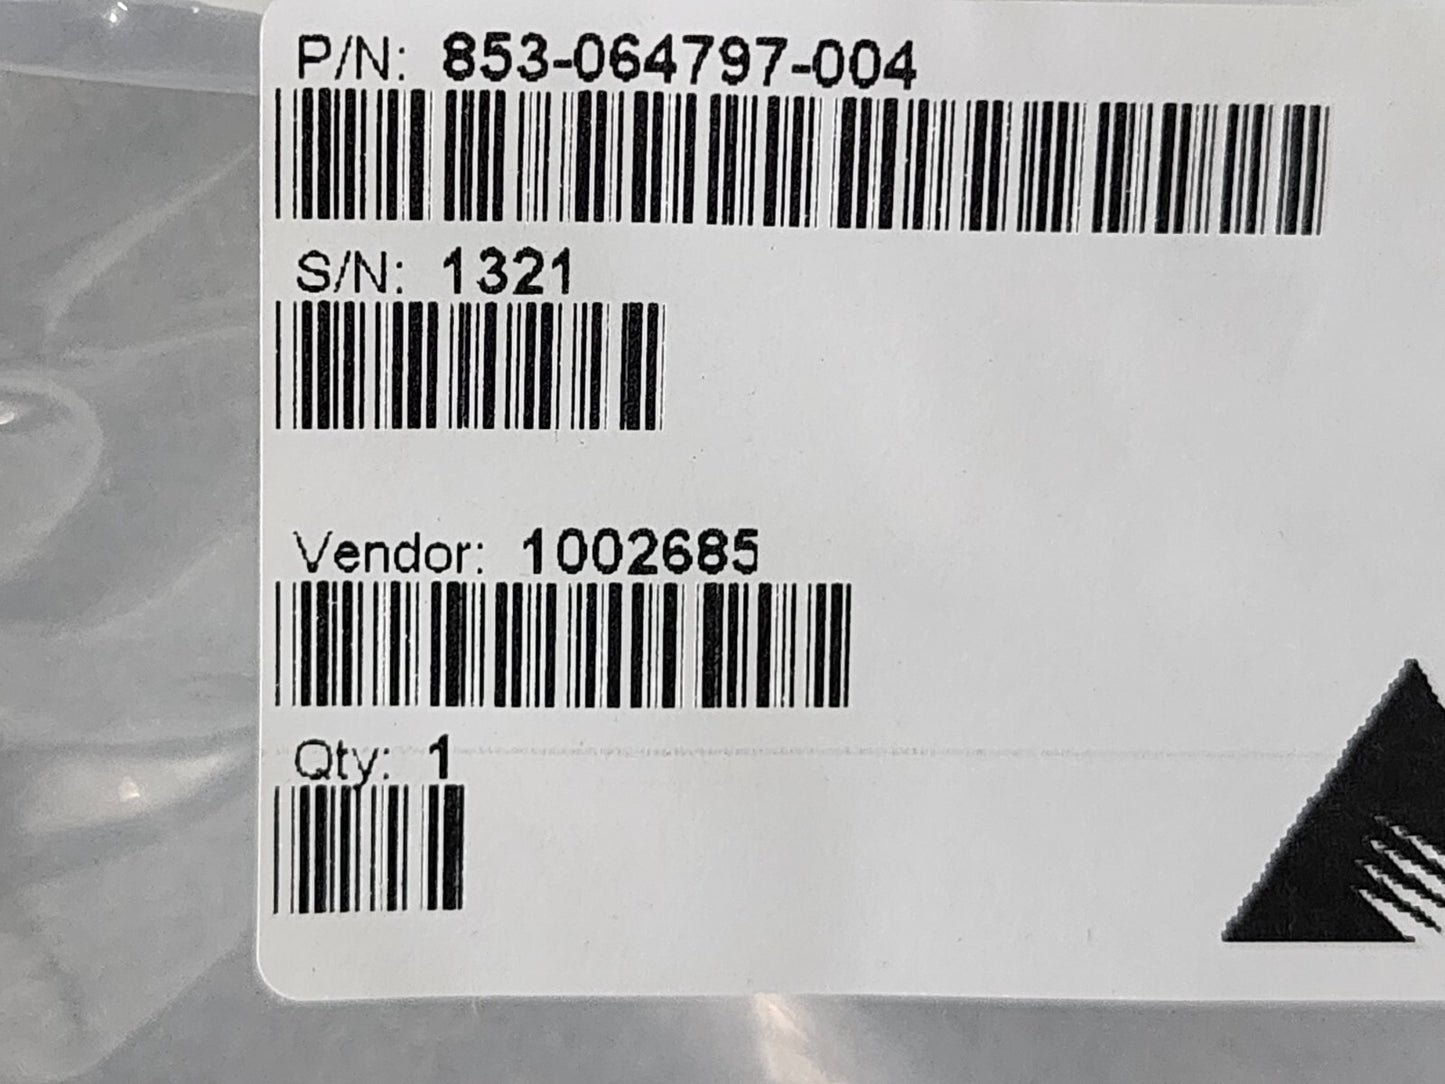 P/N: 853-064797-004
S/N: 1321
Vendor: 1002685
Qty: 1